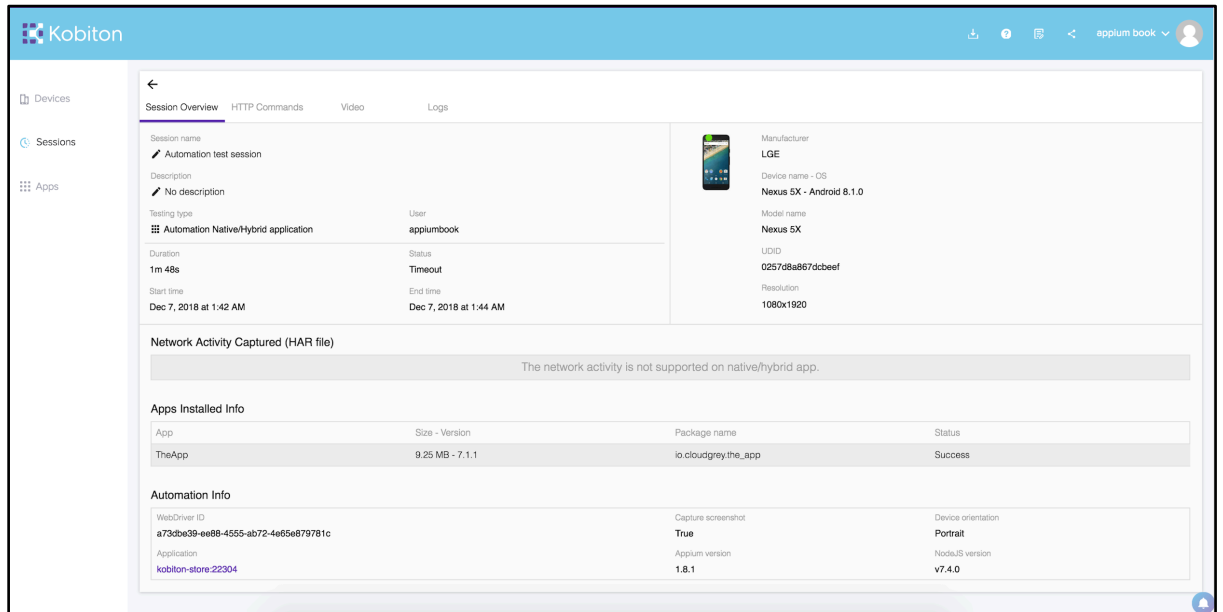 Kobiton
appium book
Devices
Sessions
Apps
Session Overview HTTP Commands Video Logs
Session name
Automation test session
Description
No description
Testing type User
Automation Native/Hybrid application appiumbook
Duration Status
1m 48s Timeout
Start time End time
Dec 7, 2018 at 1:42 AM Dec 7, 2018 at 1:44 AM
Manufacturer
LGE
Device name - OS
Nexus 5X - Android 8.1.0
Model name
Nexus 5X
UDID
0257d8a867dcbeef
Resolution
1080x1920
Network Activity Captured (HAR file)
The network activity is not supported on native/hybrid app.
Apps Installed Info
App Size - Version Package name Status
TheApp 9.25 MB - 7.1.1 io.cloudgrey.the_app Success
Automation Info
WebDriver ID Capture screenshot Device orientation
a73dbe39-ee88-4555-ab72-4e65e879781c True Portrait
Application Appium version NodeJS version
kobiton-store:22304 1.8.1 v7.4.0